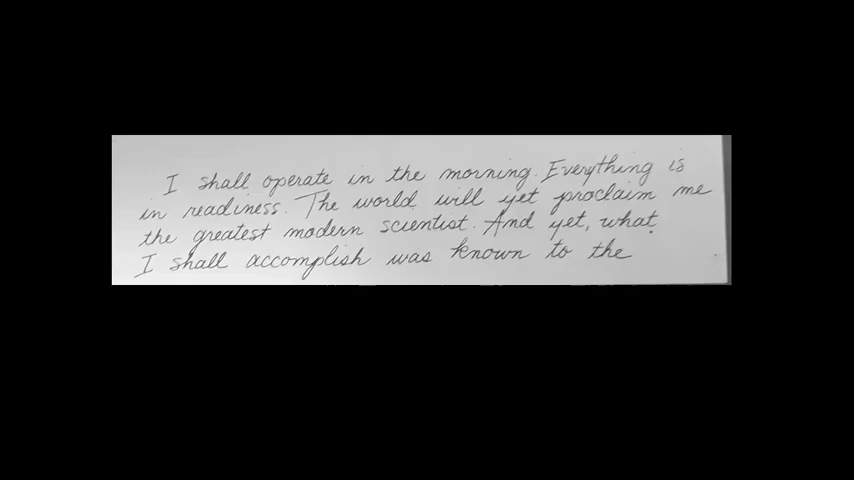 I shall operate in the morning. Everything is
in readiness. The world will yet proclaim me
the greatest modern scientist. And yet, what
I shall accomplish was known to the